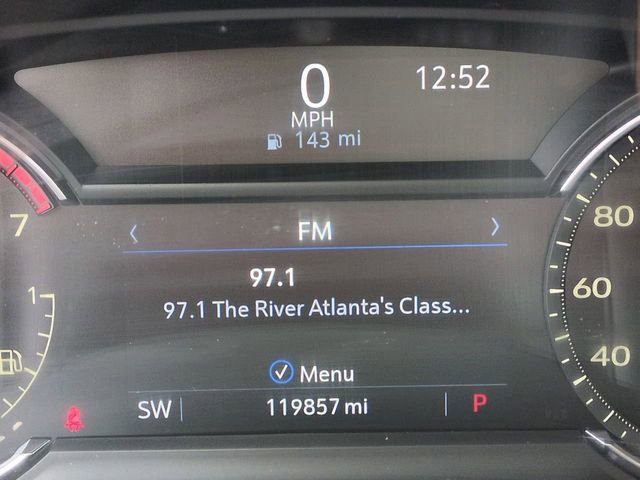 0
12:52
MPH
143 mi
FM
7
80
97.1
60
97.1 The River Atlanta's Class...
1
40
Menu
SW
119857 mi
P